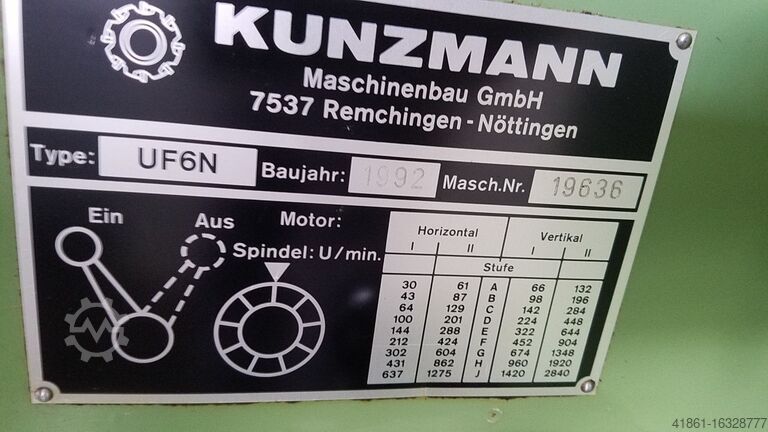 KUNZMANN
Maschinenbau GmbH
7537 Remchingen-Nöttingen
Type: UF6N Baujahr: 1992 Masch.Nr. 19636
Ein Aus Motor:
Spindel: U/min.
Horizontal Vertikal
I II I II
Stufe
30 61 A 66 132
43 87 B 98 196
64 129 C 142 284
100 201 D 224 448
144 288 E 322 644
212 424 F 452 904
302 604 G 674 1348
431 862 H 960 1920
637 1275 J 1420 2840
41861-16328777